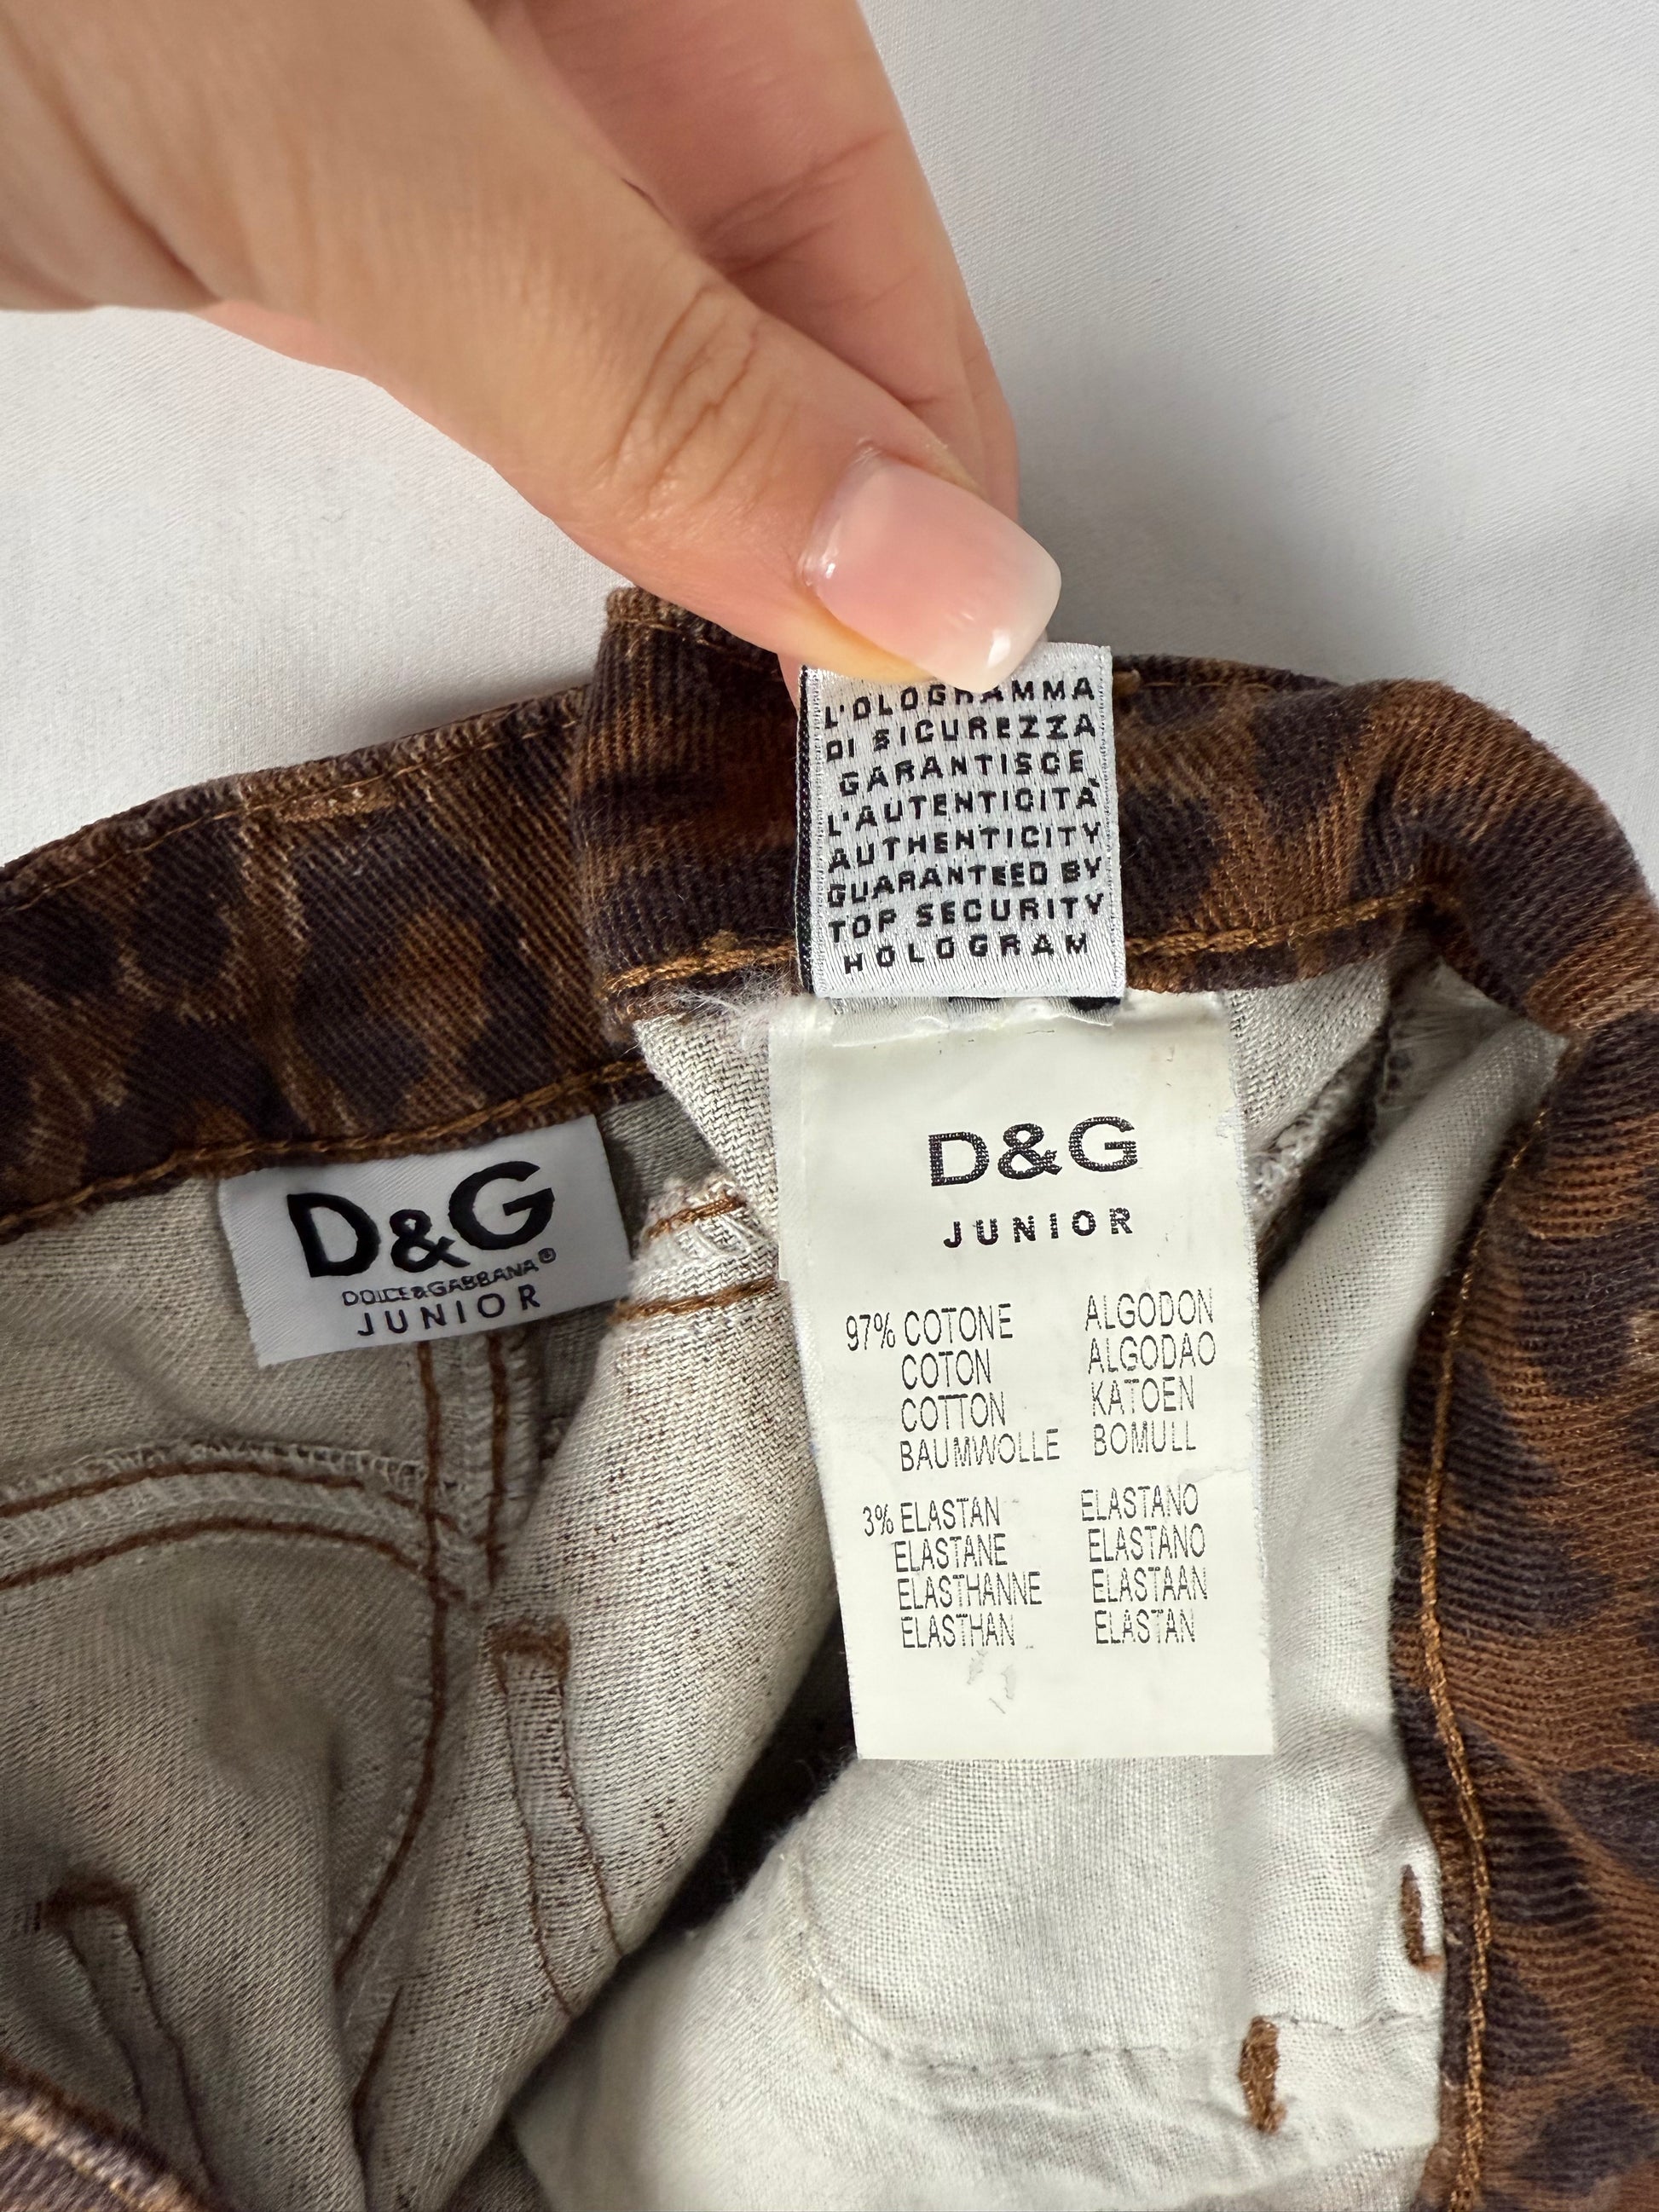 L'OLOGRAMMA
DI SICUREZZA
GARANTISCE
L'AUTENTICITÀ
AUTHENTICITY
GUARANTEED BY
TOP SECURITY
HOLOGRAM
D&G
DOLCE&GABBANA®
JUNIOR
D&G
JUNIOR
97% COTONE ALGODON
COTON ALGODAO
COTTON KATOEN
BAUMWOLLE BOMULL
3% ELASTAN ELASTANO
ELASTANE ELASTANO
ELASTHANNE ELASTAAN
ELASTHAN ELASTAN